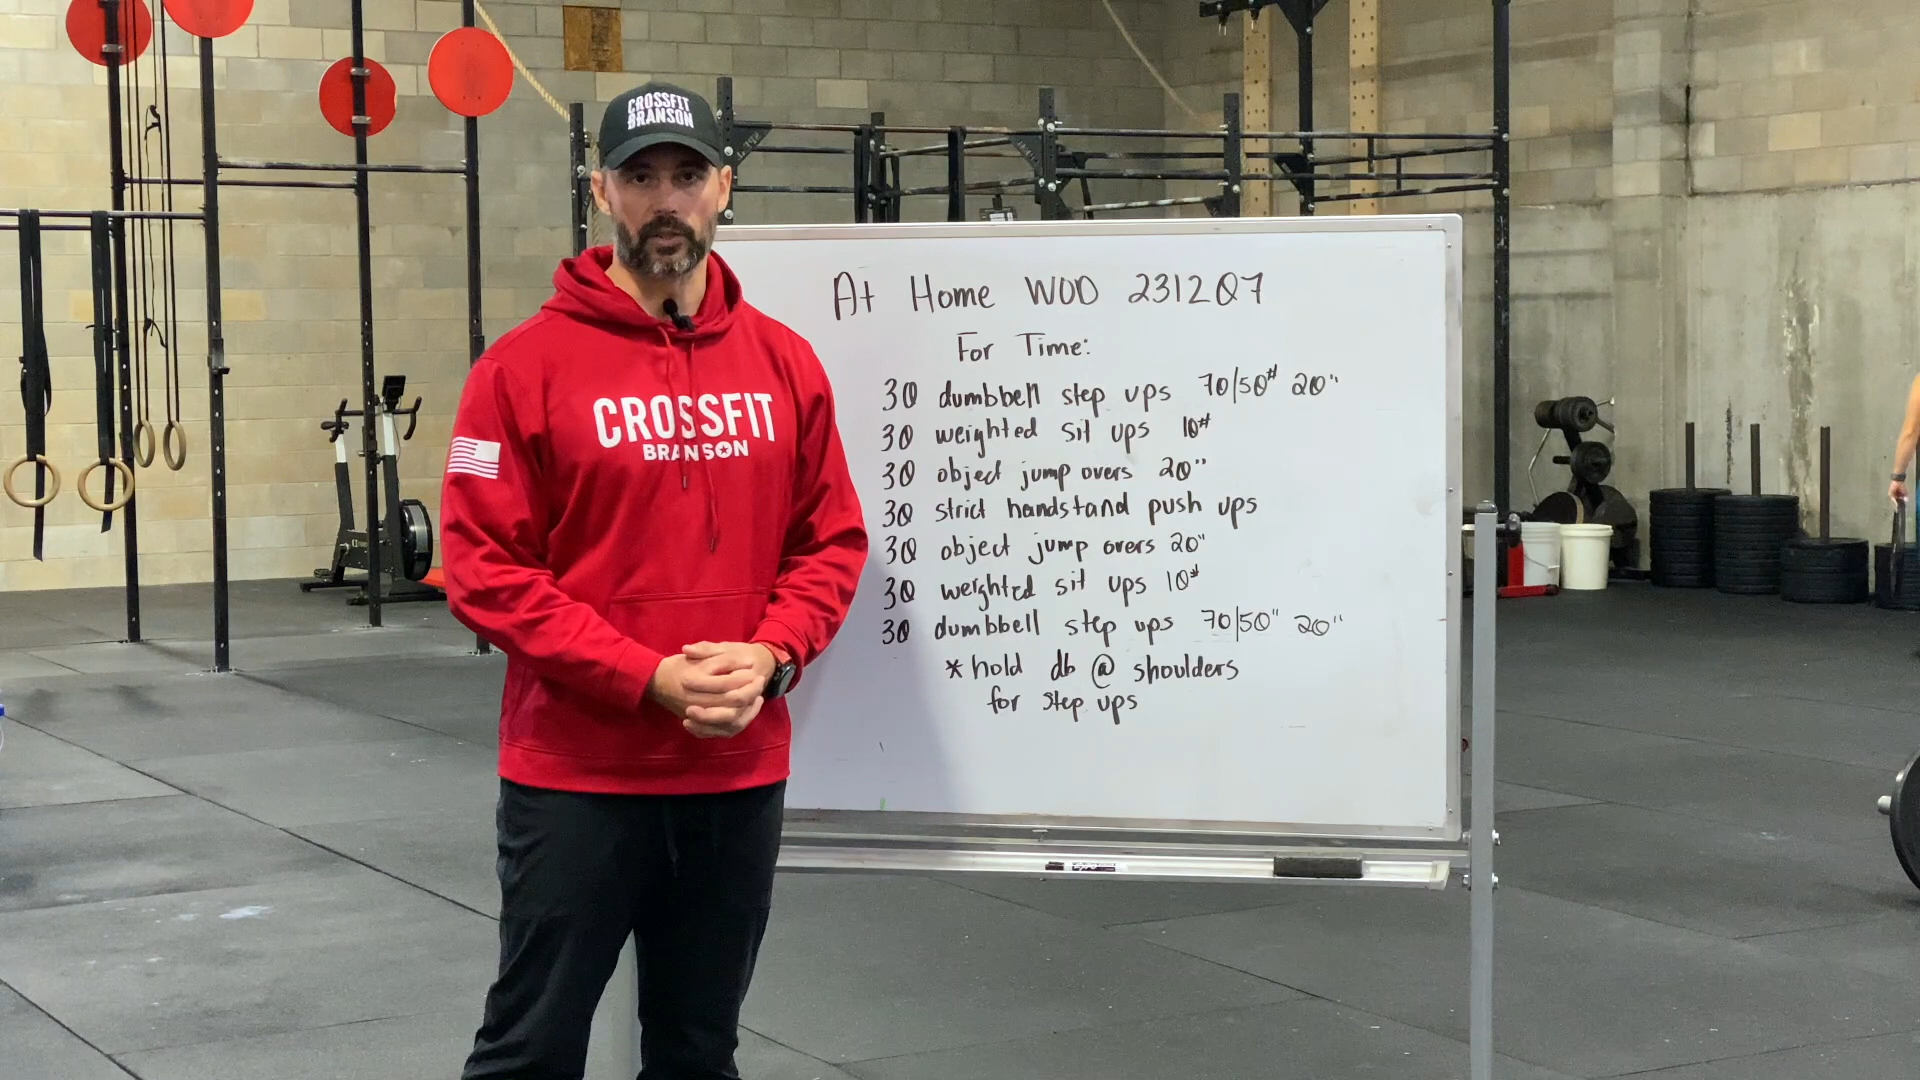 CROSSFIT
BRANSON
CROSSFIT
BRANSON
At Home WOD 231207
For Time:
30 dumbbell step ups 70/50# 20"
30 weighted sit ups 10#
30 object jump overs 20"
30 strict handstand push ups
30 object jump overs 20"
30 weighted sit ups 10#
30 dumbbell step ups 70/50" 20"
*hold db @ shoulders
for step ups